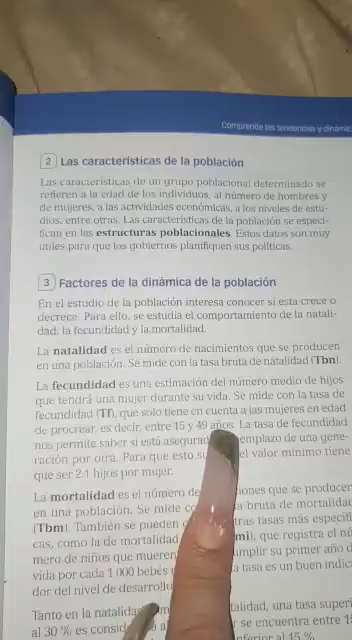 Comprende las tendencias y dinámic
2 Las características de la población
Las características de un grupo poblacional determinado se
refieren a la edad de los individuos, al número de hombres y
de mujeres, a las actividades económicas, a los niveles de estu-
dios, entre otras. Las características de la población se especi-
fican en las estructuras poblacionales. Estos datos son muy
útiles para que los gobiernos planifiquen sus políticas.
3 Factores de la dinámica de la población
En el estudio de la población interesa conocer si esta crece o
decrece. Para ello, se estudia el comportamiento de la natali-
dad, la fecundidad y la mortalidad.
La natalidad es el número de nacimientos que se producen
en una población. Se mide con la tasa bruta de natalidad (Tbn).
La fecundidad es una estimación del número medio de hijos
que tendrá una mujer durante su vida. Se mide con la tasa de
fecundidad (Tf), que solo tiene en cuenta a las mujeres en edad
de procrear, es decir, entre 15 y 49 años. La tasa de fecundidad
nos permite saber si está asegurad emplazo de una gene-
ración por otra. Para que esto su el valor mínimo tiene
que ser 2.1 hijos por mujer.
La mortalidad es el número de iones que se producen
en una población. Se mide co a bruta de mortalidad
(Tbm). También se pueden c tras tasas más específi
cas, como la de mortalidad mi), que registra el nú
mero de niños que mueren umplir su primer año d
vida por cada 1 000 bebés a tasa es un buen indic
dor del nivel de desarrollo
Tanto en la natalidad m talidad, una tasa superi
al 30 % es consid a r se encuentra entre 1
inferior al 15 %